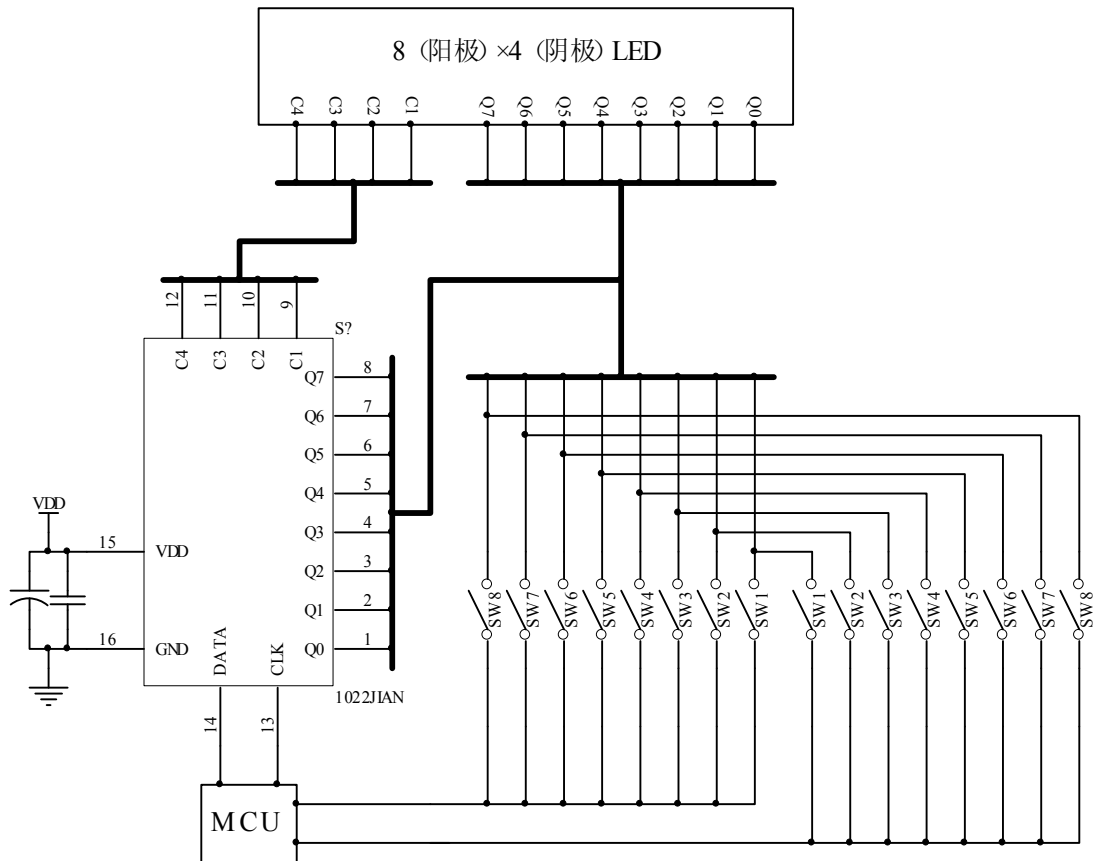 8（阳极）×4（阴极）LED
C4 C3 C2 C1 Q7 Q6 Q5 Q4 Q3 Q2 Q1 Q0
12 11 10 9
S?
C4 C3 C2 C1
Q7 8
Q6 7
Q5 6
Q4 5
VDD
Q3 4
15 VDD
Q2 3
Q1 2
SW8 SW7 SW6 SW5 SW4 SW3 SW2 SW1 SW1 SW2 SW3 SW4 SW5 SW6 SW7 SW8
16 GND
DATA CLK
Q0 1
1022JIAN
14 13
MCU